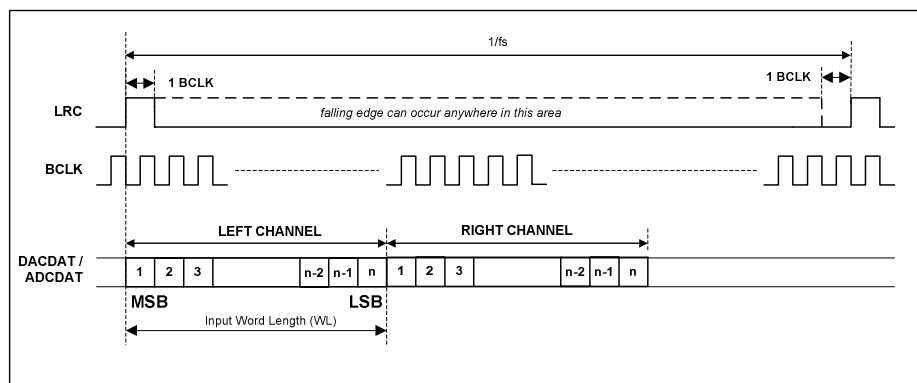 1/fs
1 BCLK
1 BCLK
LRC
falling edge can occur anywhere in this area
BCLK
LEFT CHANNEL
RIGHT CHANNEL
DACDAT /
ADCDAT
1 2 3 n-2 n-1 n 1 2 3 n-2 n-1 n
MSB LSB
Input Word Length (WL)